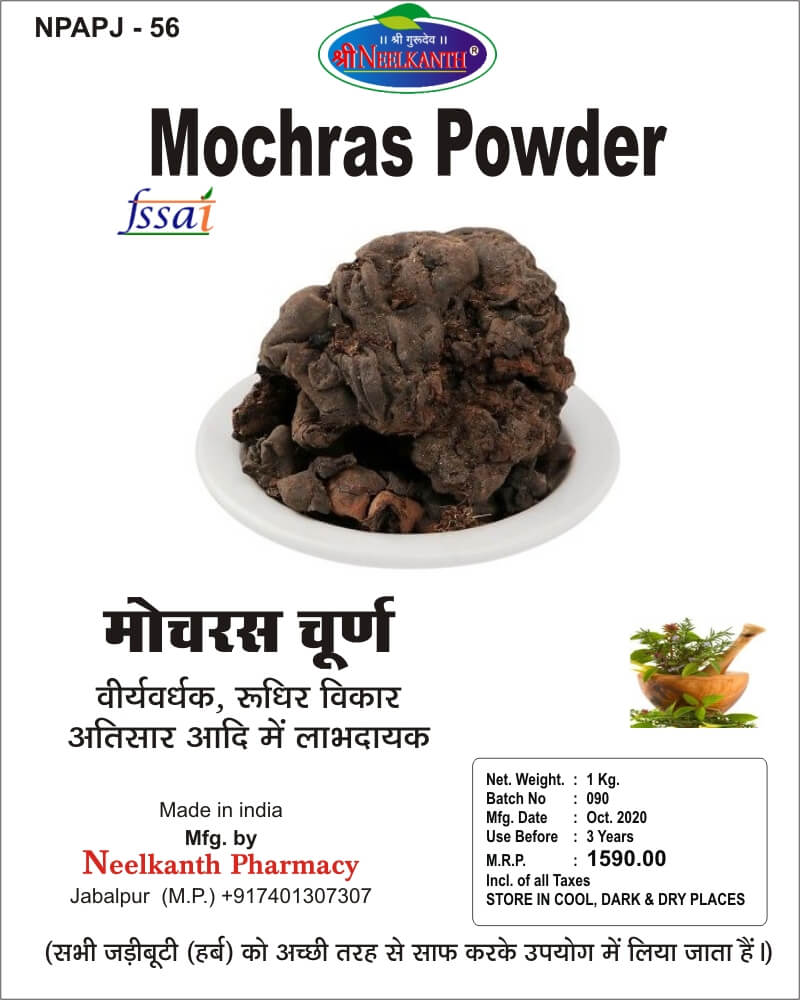 NPAPJ - 56
।। श्री गुरूदेव ।।
श्री NEELKANTH ®
Mochras Powder
fssai
मोचरस चूर्ण
वीर्यवर्धक, रूधिर विकार
अतिसार आदि में लाभदायक
Made in india
Mfg. by
Neelkanth Pharmacy
Jabalpur (M.P.) +917401307307
Net. Weight. : 1 Kg.
Batch No : 090
Mfg. Date : Oct. 2020
Use Before : 3 Years
M.R.P. : 1590.00
Incl. of all Taxes
STORE IN COOL, DARK & DRY PLACES
(सभी जड़ीबूटी (हर्ब) को अच्छी तरह से साफ करके उपयोग में लिया जाता हैं।)